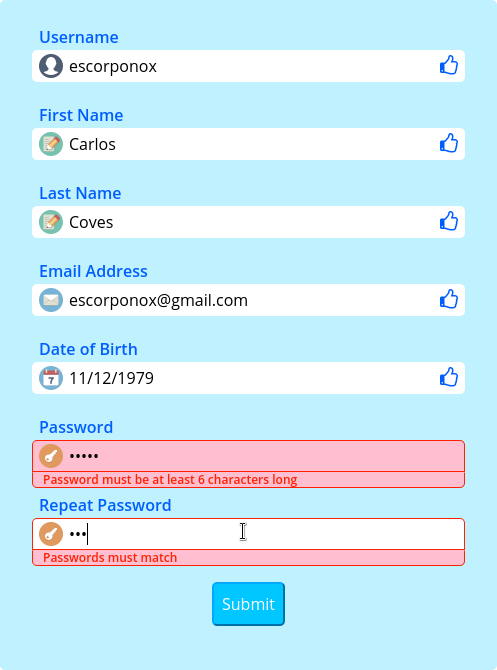 Username
escorponox
First Name
Carlos
Last Name
Coves
Email Address
escorponox@gmail.com
Date of Birth
7
11/12/1979
Password
•••••
Password must be at least 6 characters long
Repeat Password
•••
Passwords must match
Submit